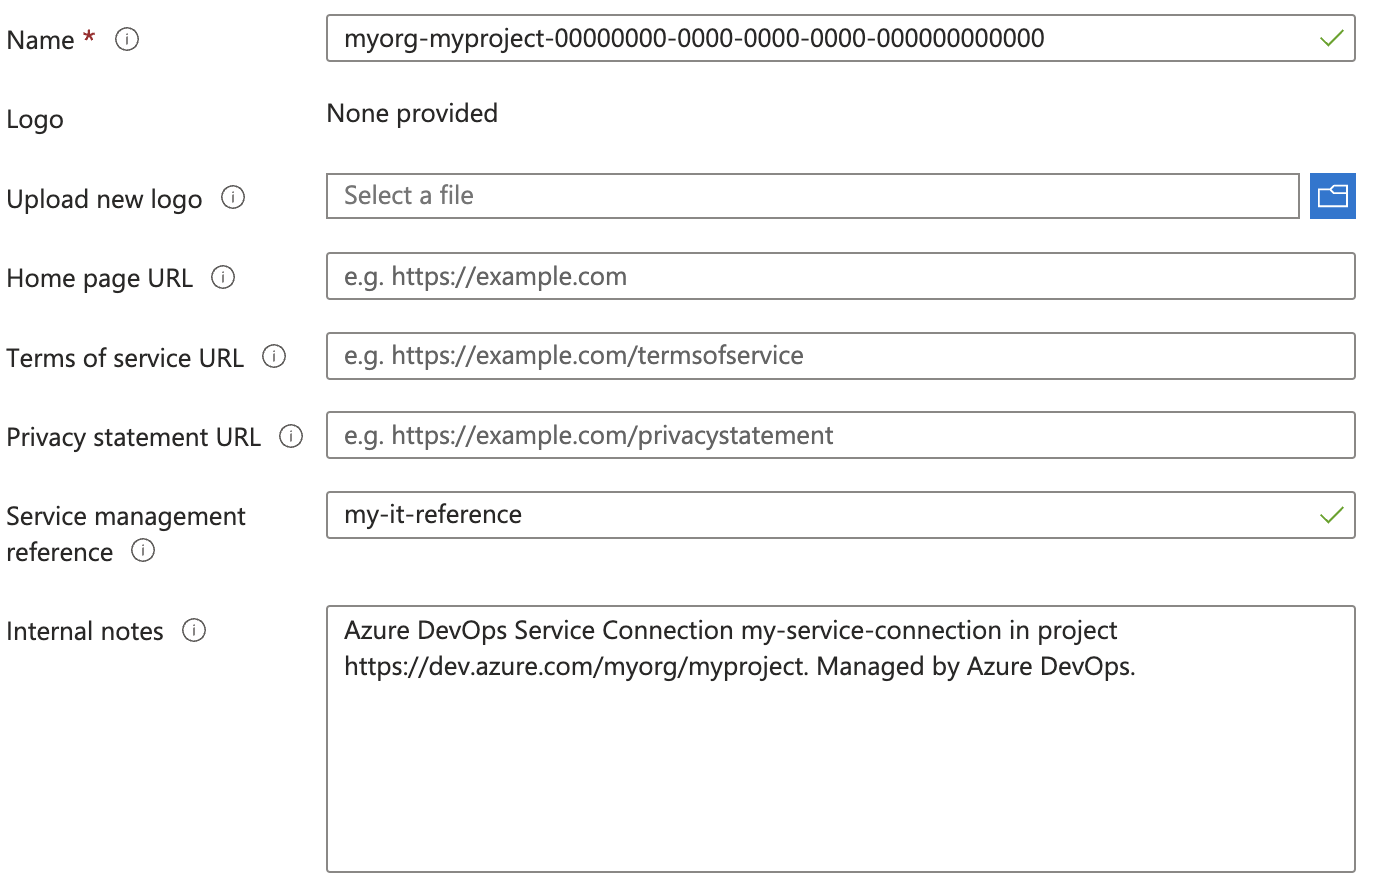 Name *
myorg-myproject-00000000-0000-0000-0000-000000000000
Logo
None provided
Upload new logo
Select a file
Home page URL
e.g. https://example.com
Terms of service URL
e.g. https://example.com/termsofservice
Privacy statement URL
e.g. https://example.com/privacystatement
Service management
reference
my-it-reference
Internal notes
Azure DevOps Service Connection my-service-connection in project
https://dev.azure.com/myorg/myproject. Managed by Azure DevOps.